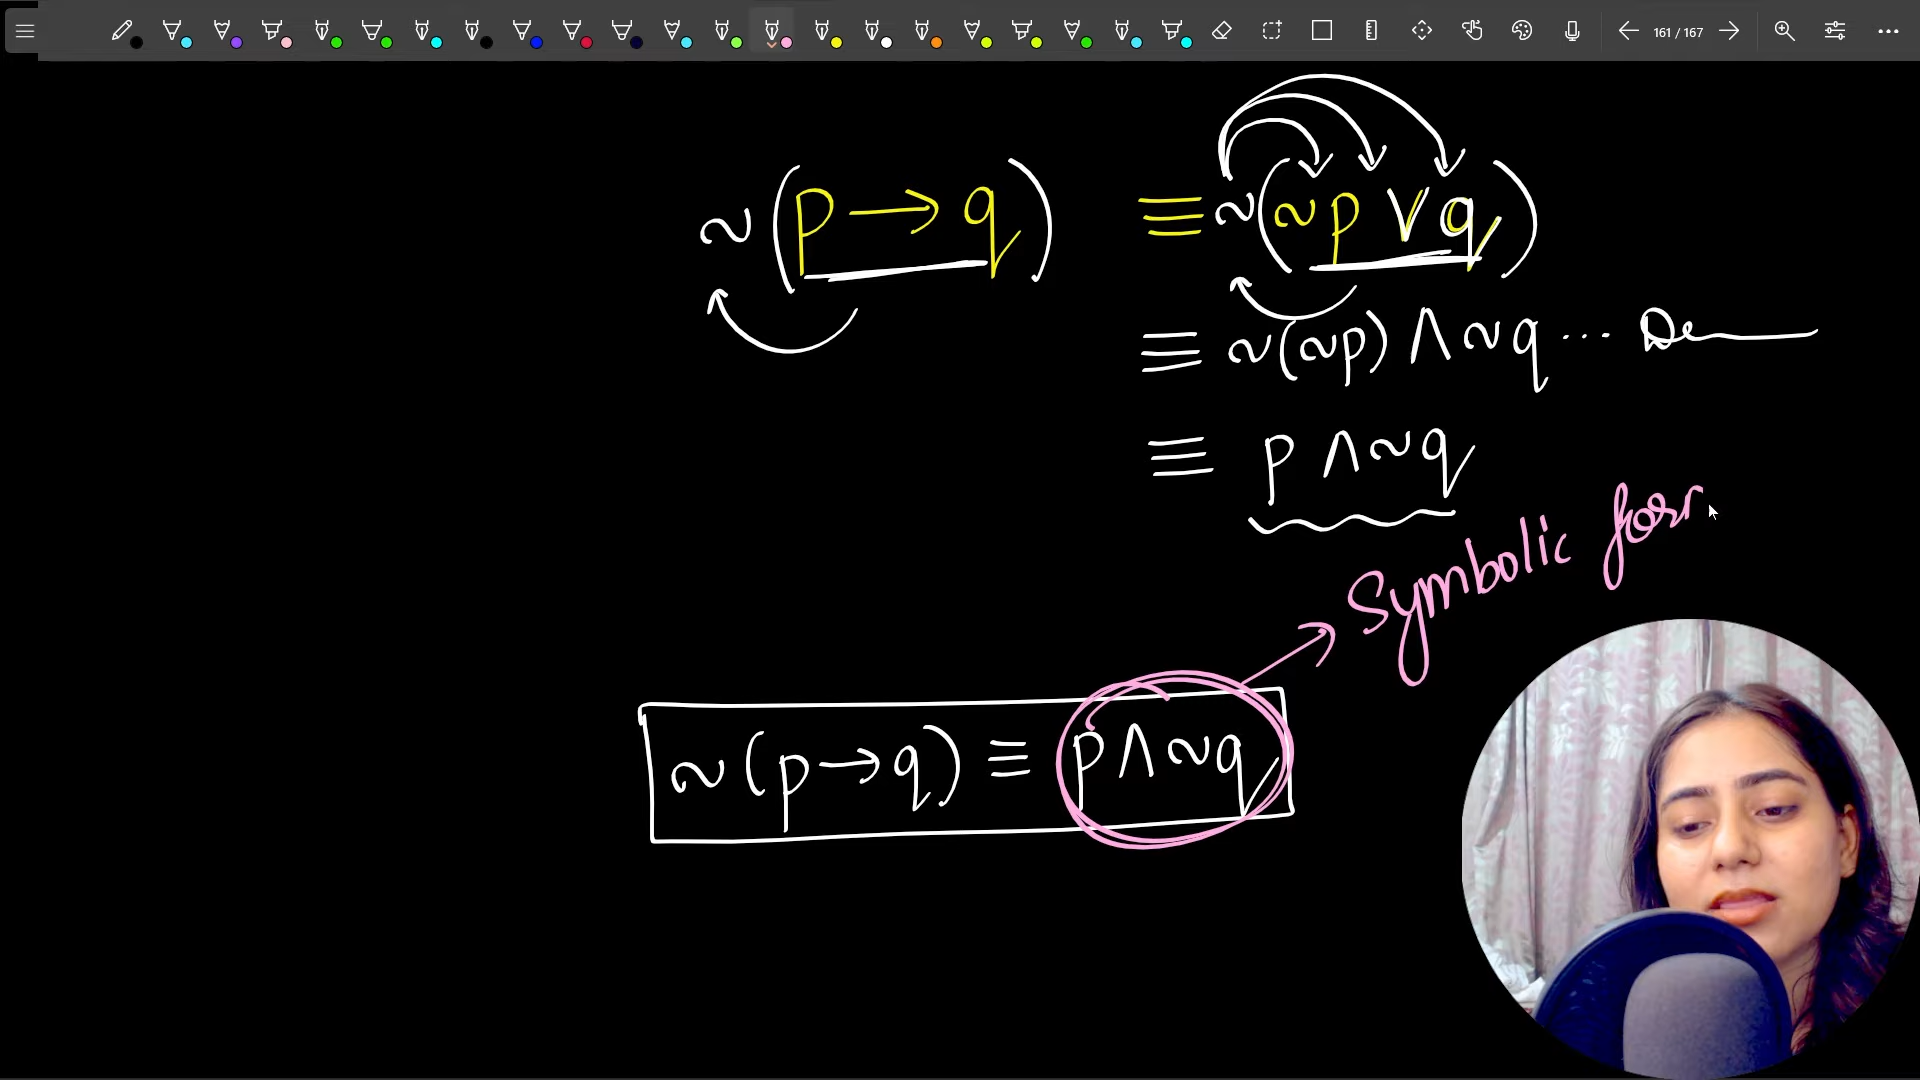 161 / 167
~(p→q) ≡ ~(~p∨q)
≡ ~(~p)∧~q ... De
≡ p∧~q
Symbolic for
~(p→q) ≡ p∧~q